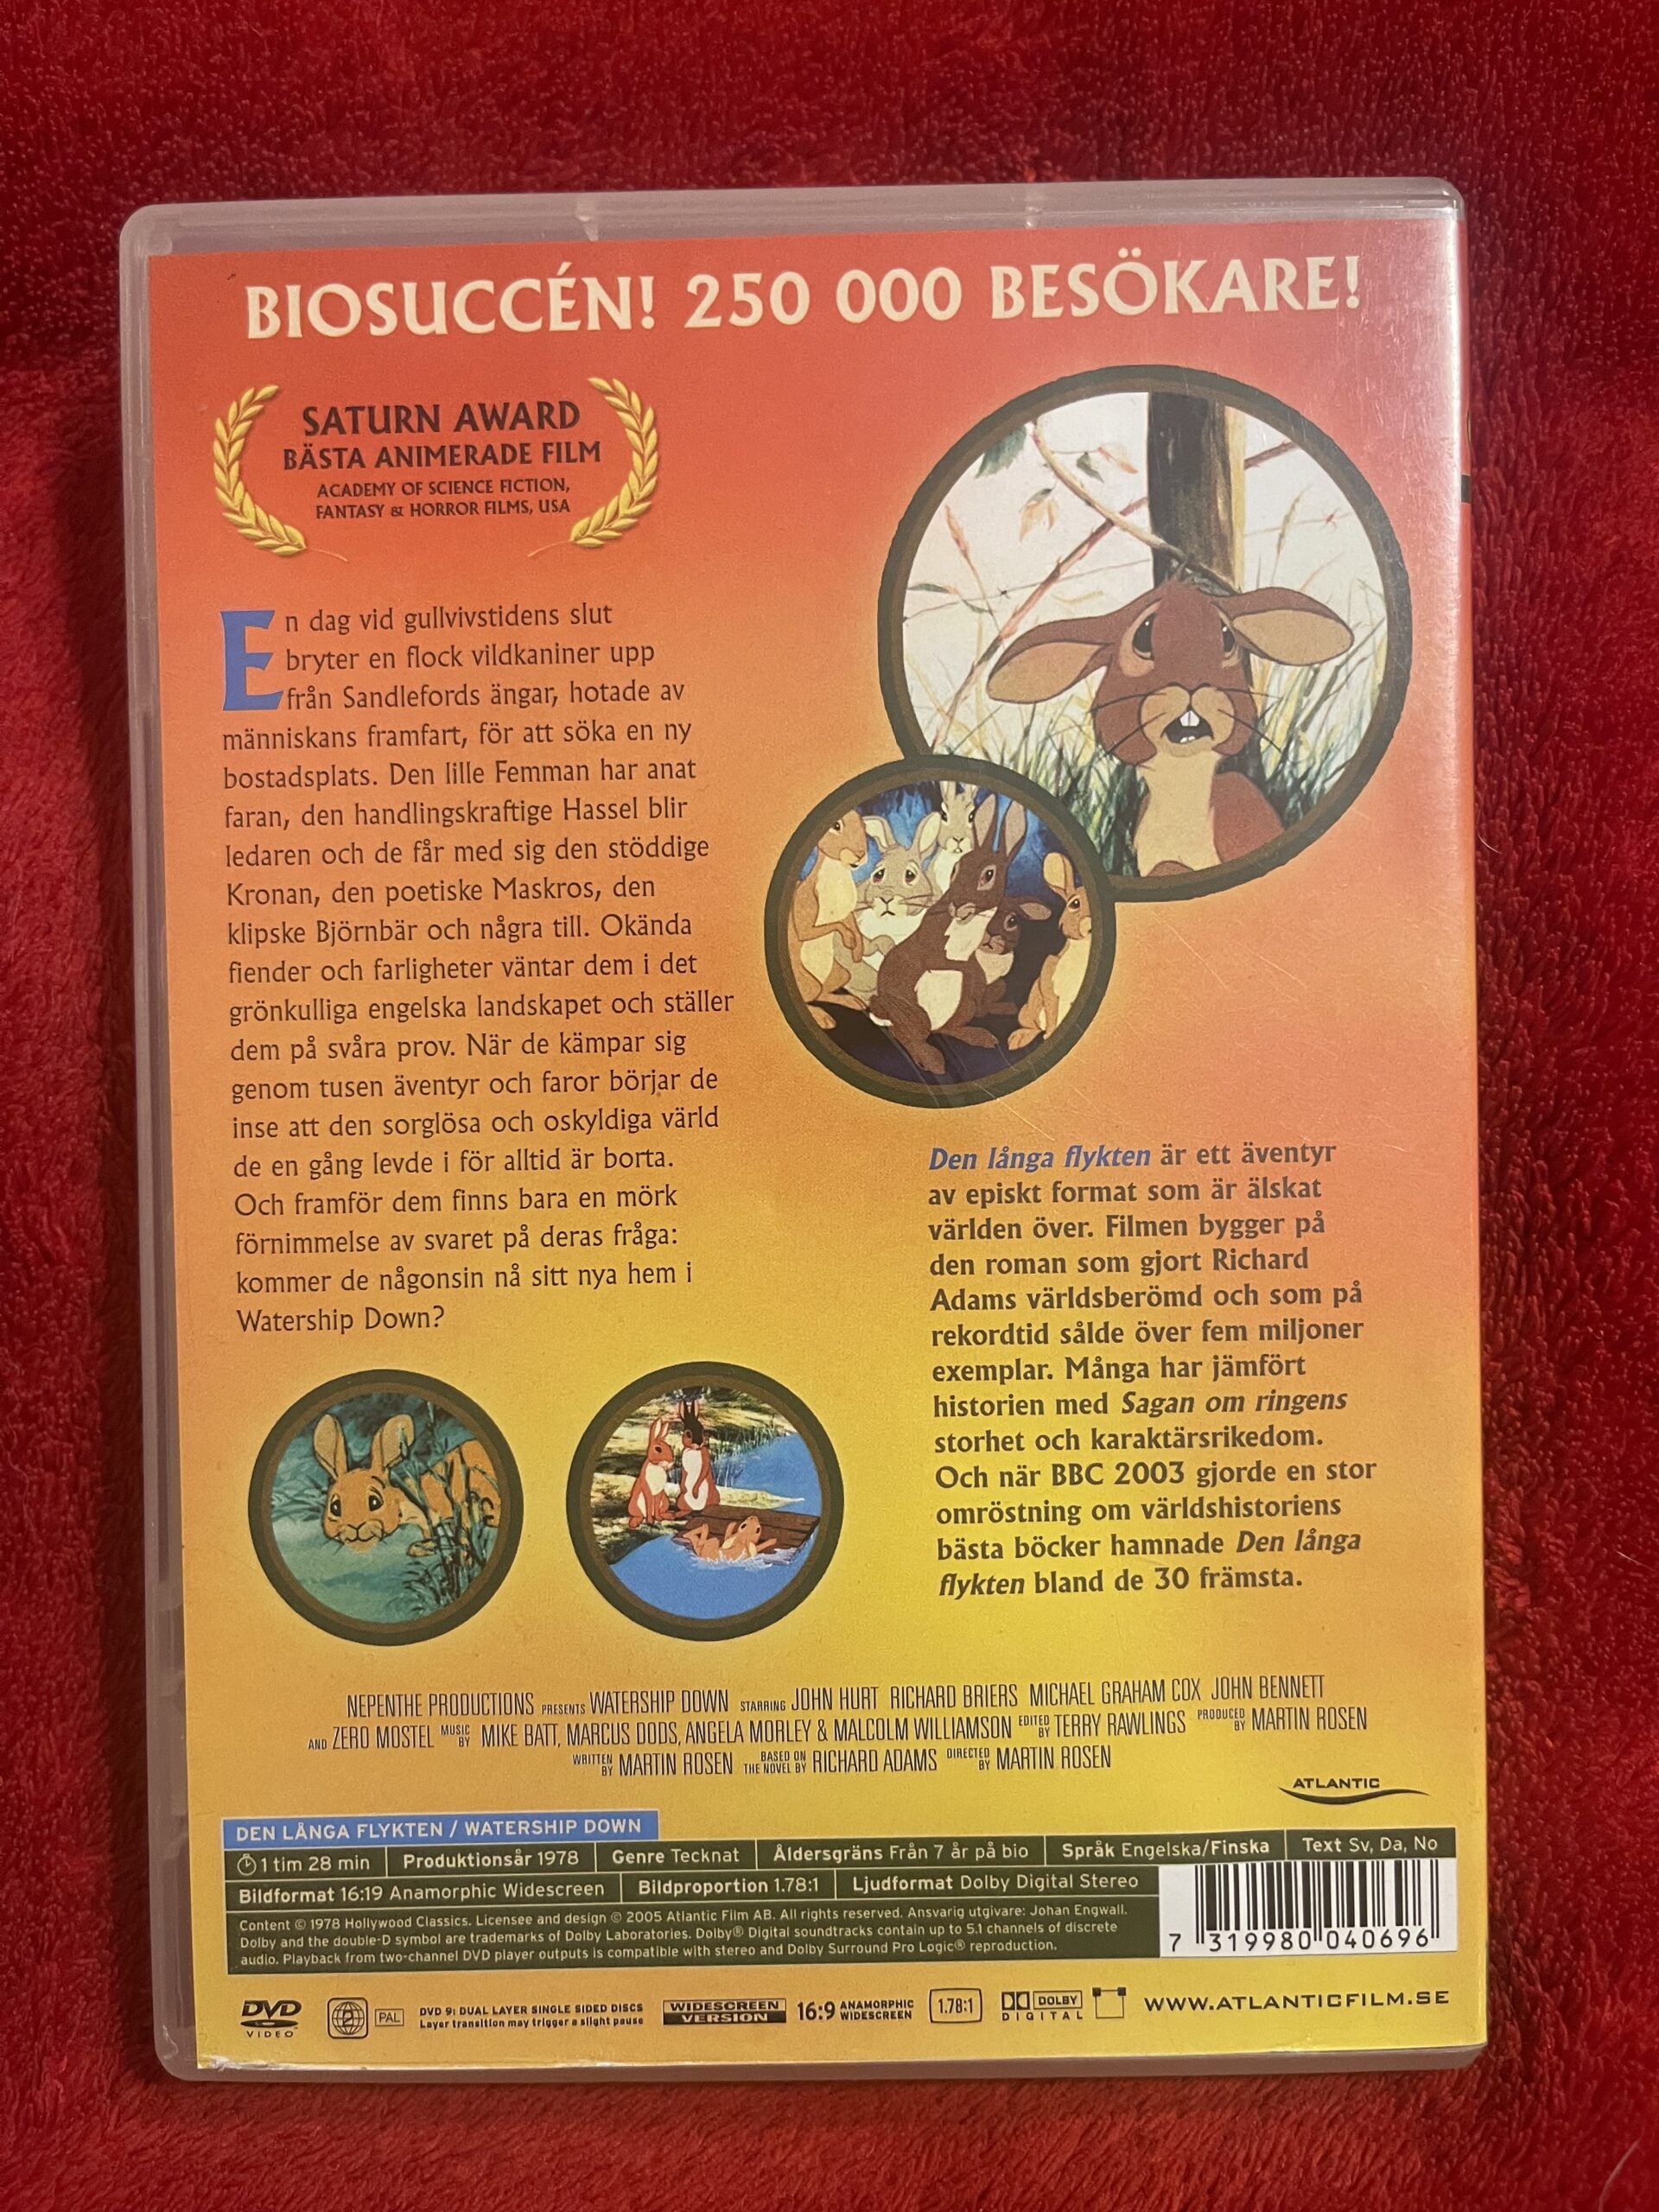 BIOSUCCÉN! 250 000 BESÖKARE!
SATURN AWARD
BÄSTA ANIMERADE FILM
ACADEMY OF SCIENCE FICTION,
FANTASY & HORROR FILMS, USA
En dag vid gullvivstidens slut
bryter en flock vildkaniner upp
från Sandlefords ängar, hotade av
människans framfart, för att söka en ny
bostadsplats. Den lille Femman har anat
faran, den handlingskraftige Hassel blir
ledaren och de får med sig den stöddige
Kronan, den poetiske Maskros, den
klipske Björnbär och några till. Okända
fiender och farligheter väntar dem i det
grönkulliga engelska landskapet och ställer
dem på svåra prov. När de kämpar sig
genom tusen äventyr och faror börjar de
inse att den sorglösa och oskyldiga värld
de en gång levde i för alltid är borta.
Och framför dem finns bara en mörk
förnimmelse av svaret på deras fråga:
kommer de någonsin nå sitt nya hem i
Watership Down?
Den långa flykten är ett äventyr
av episkt format som är älskat
världen över. Filmen bygger på
den roman som gjort Richard
Adams världsberömd och som på
rekordtid sålde över fem miljoner
exemplar. Många har jämfört
historien med Sagan om ringens
storhet och karaktärsrikedom.
Och när BBC 2003 gjorde en stor
omröstning om världshistoriens
bästa böcker hamnade Den långa
flykten bland de 30 främsta.
NEPENTHE PRODUCTIONS PRESENTS WATERSHIP DOWN STARRING JOHN HURT RICHARD BRIERS MICHAEL GRAHAM COX JOHN BENNETT
AND ZERO MOSTEL MUSIC BY MIKE BATT, MARCUS DODS, ANGELA MORLEY & MALCOLM WILLIAMSON EDITED BY TERRY RAWLINGS PRODUCED BY MARTIN ROSEN
WRITTEN BY MARTIN ROSEN BASED ON THE NOVEL BY RICHARD ADAMS DIRECTED BY MARTIN ROSEN
ATLANTIC
DEN LÅNGA FLYKTEN / WATERSHIP DOWN
1 tim 28 min Produktionsår 1978 Genre Tecknat Åldersgräns Från 7 år på bio Språk Engelska/Finska Text Sv, Da, No
Bildformat 16:19 Anamorphic Widescreen Bildproportion 1.78:1 Ljudformat Dolby Digital Stereo
Content © 1978 Hollywood Classics. Licensee and design © 2005 Atlantic Film AB. All rights reserved. Ansvarig utgivare: Johan Engwall.
Dolby and the double-D symbol are trademarks of Dolby Laboratories. Dolby® Digital soundtracks contain up to 5.1 channels of discrete
audio. Playback from two-channel DVD player outputs is compatible with stereo and Dolby Surround Pro Logic® reproduction.
7 319980 040696
DVD VIDEO 2 PAL DVD 9: DUAL LAYER SINGLE SIDED DISCS
Layer transition may trigger a slight pause
WIDESCREEN VERSION 16:9 ANAMORPHIC WIDESCREEN 1.78:1 DOLBY DIGITAL WWW.ATLANTICFILM.SE